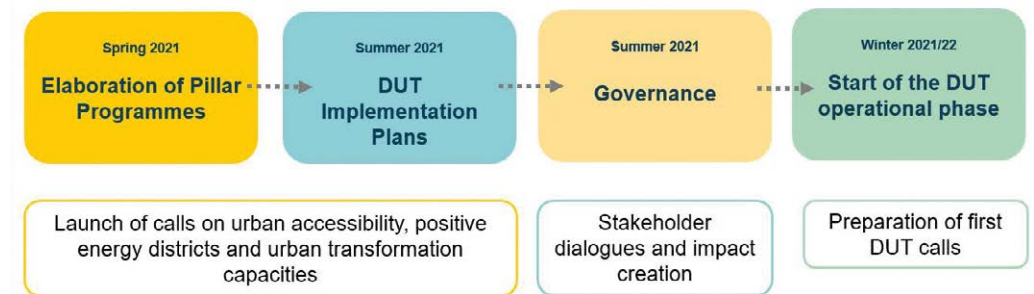 Spring 2021
Elaboration of Pillar
Programmes
Summer 2021
DUT
Implementation
Plans
Summer 2021
Governance
Winter 2021/22
Start of the DUT
operational phase
Launch of calls on urban accessibility, positive
energy districts and urban transformation
capacities
Stakeholder
dialogues and impact
creation
Preparation of first
DUT calls